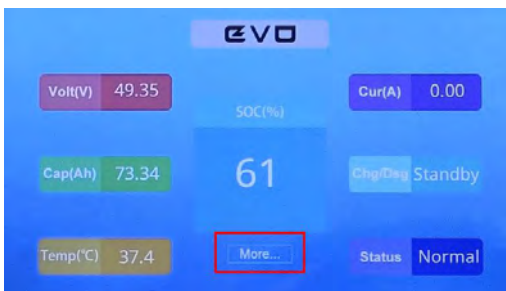 EVO
Volt(V) 49.35
Cur(A) 0.00
SOC(%)
61
Cap(Ah) 73.34
Chg/Dsg Standby
Temp(℃) 37.4
More...
Status Normal